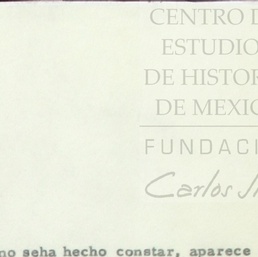 CENTRO D
ESTUDIO
DE HISTOR
DE MEXIC
FUNDACI
Carlos
no seha hecho constar, aparece